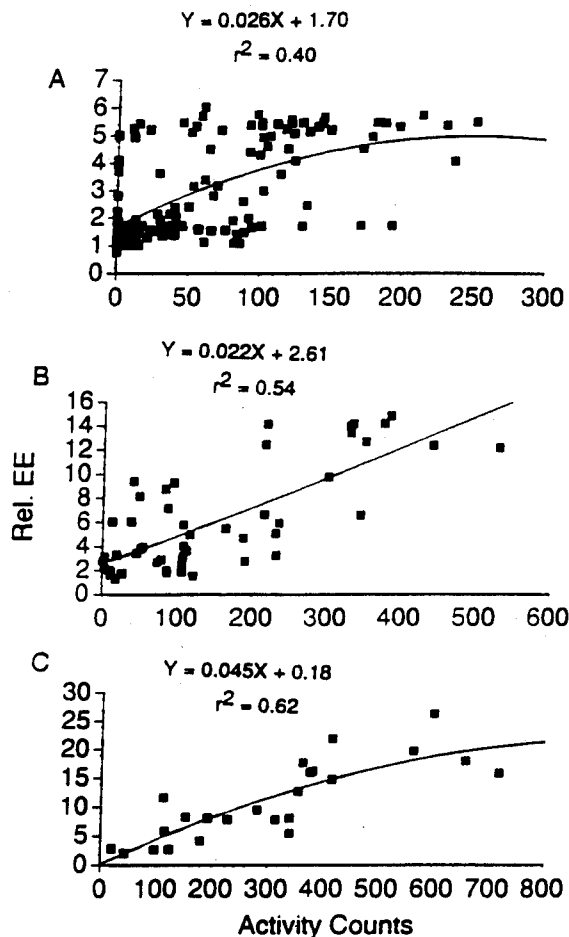 Y = 0.026X + 1.70
r² = 0.40
A
7
6
5
4
3
2
1
0
0 50 100 150 200 250 300
Y = 0.022X + 2.61
B
r² = 0.54
16
14
12
10
8
6
4
2
0
0 100 200 300 400 500 600
Rel. EE
C
Y = 0.045X + 0.18
r² = 0.62
30
25
20
15
10
5
0
0 100 200 300 400 500 600 700 800
Activity Counts